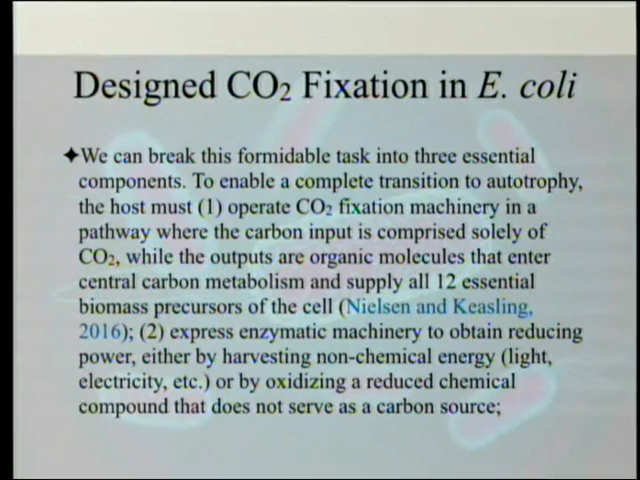 Designed CO₂ Fixation in E. coli
✦We can break this formidable task into three essential
components. To enable a complete transition to autotrophy,
the host must (1) operate CO₂ fixation machinery in a
pathway where the carbon input is comprised solely of
CO₂, while the outputs are organic molecules that enter
central carbon metabolism and supply all 12 essential
biomass precursors of the cell (Nielsen and Keasling,
2016); (2) express enzymatic machinery to obtain reducing
power, either by harvesting non-chemical energy (light,
electricity, etc.) or by oxidizing a reduced chemical
compound that does not serve as a carbon source;